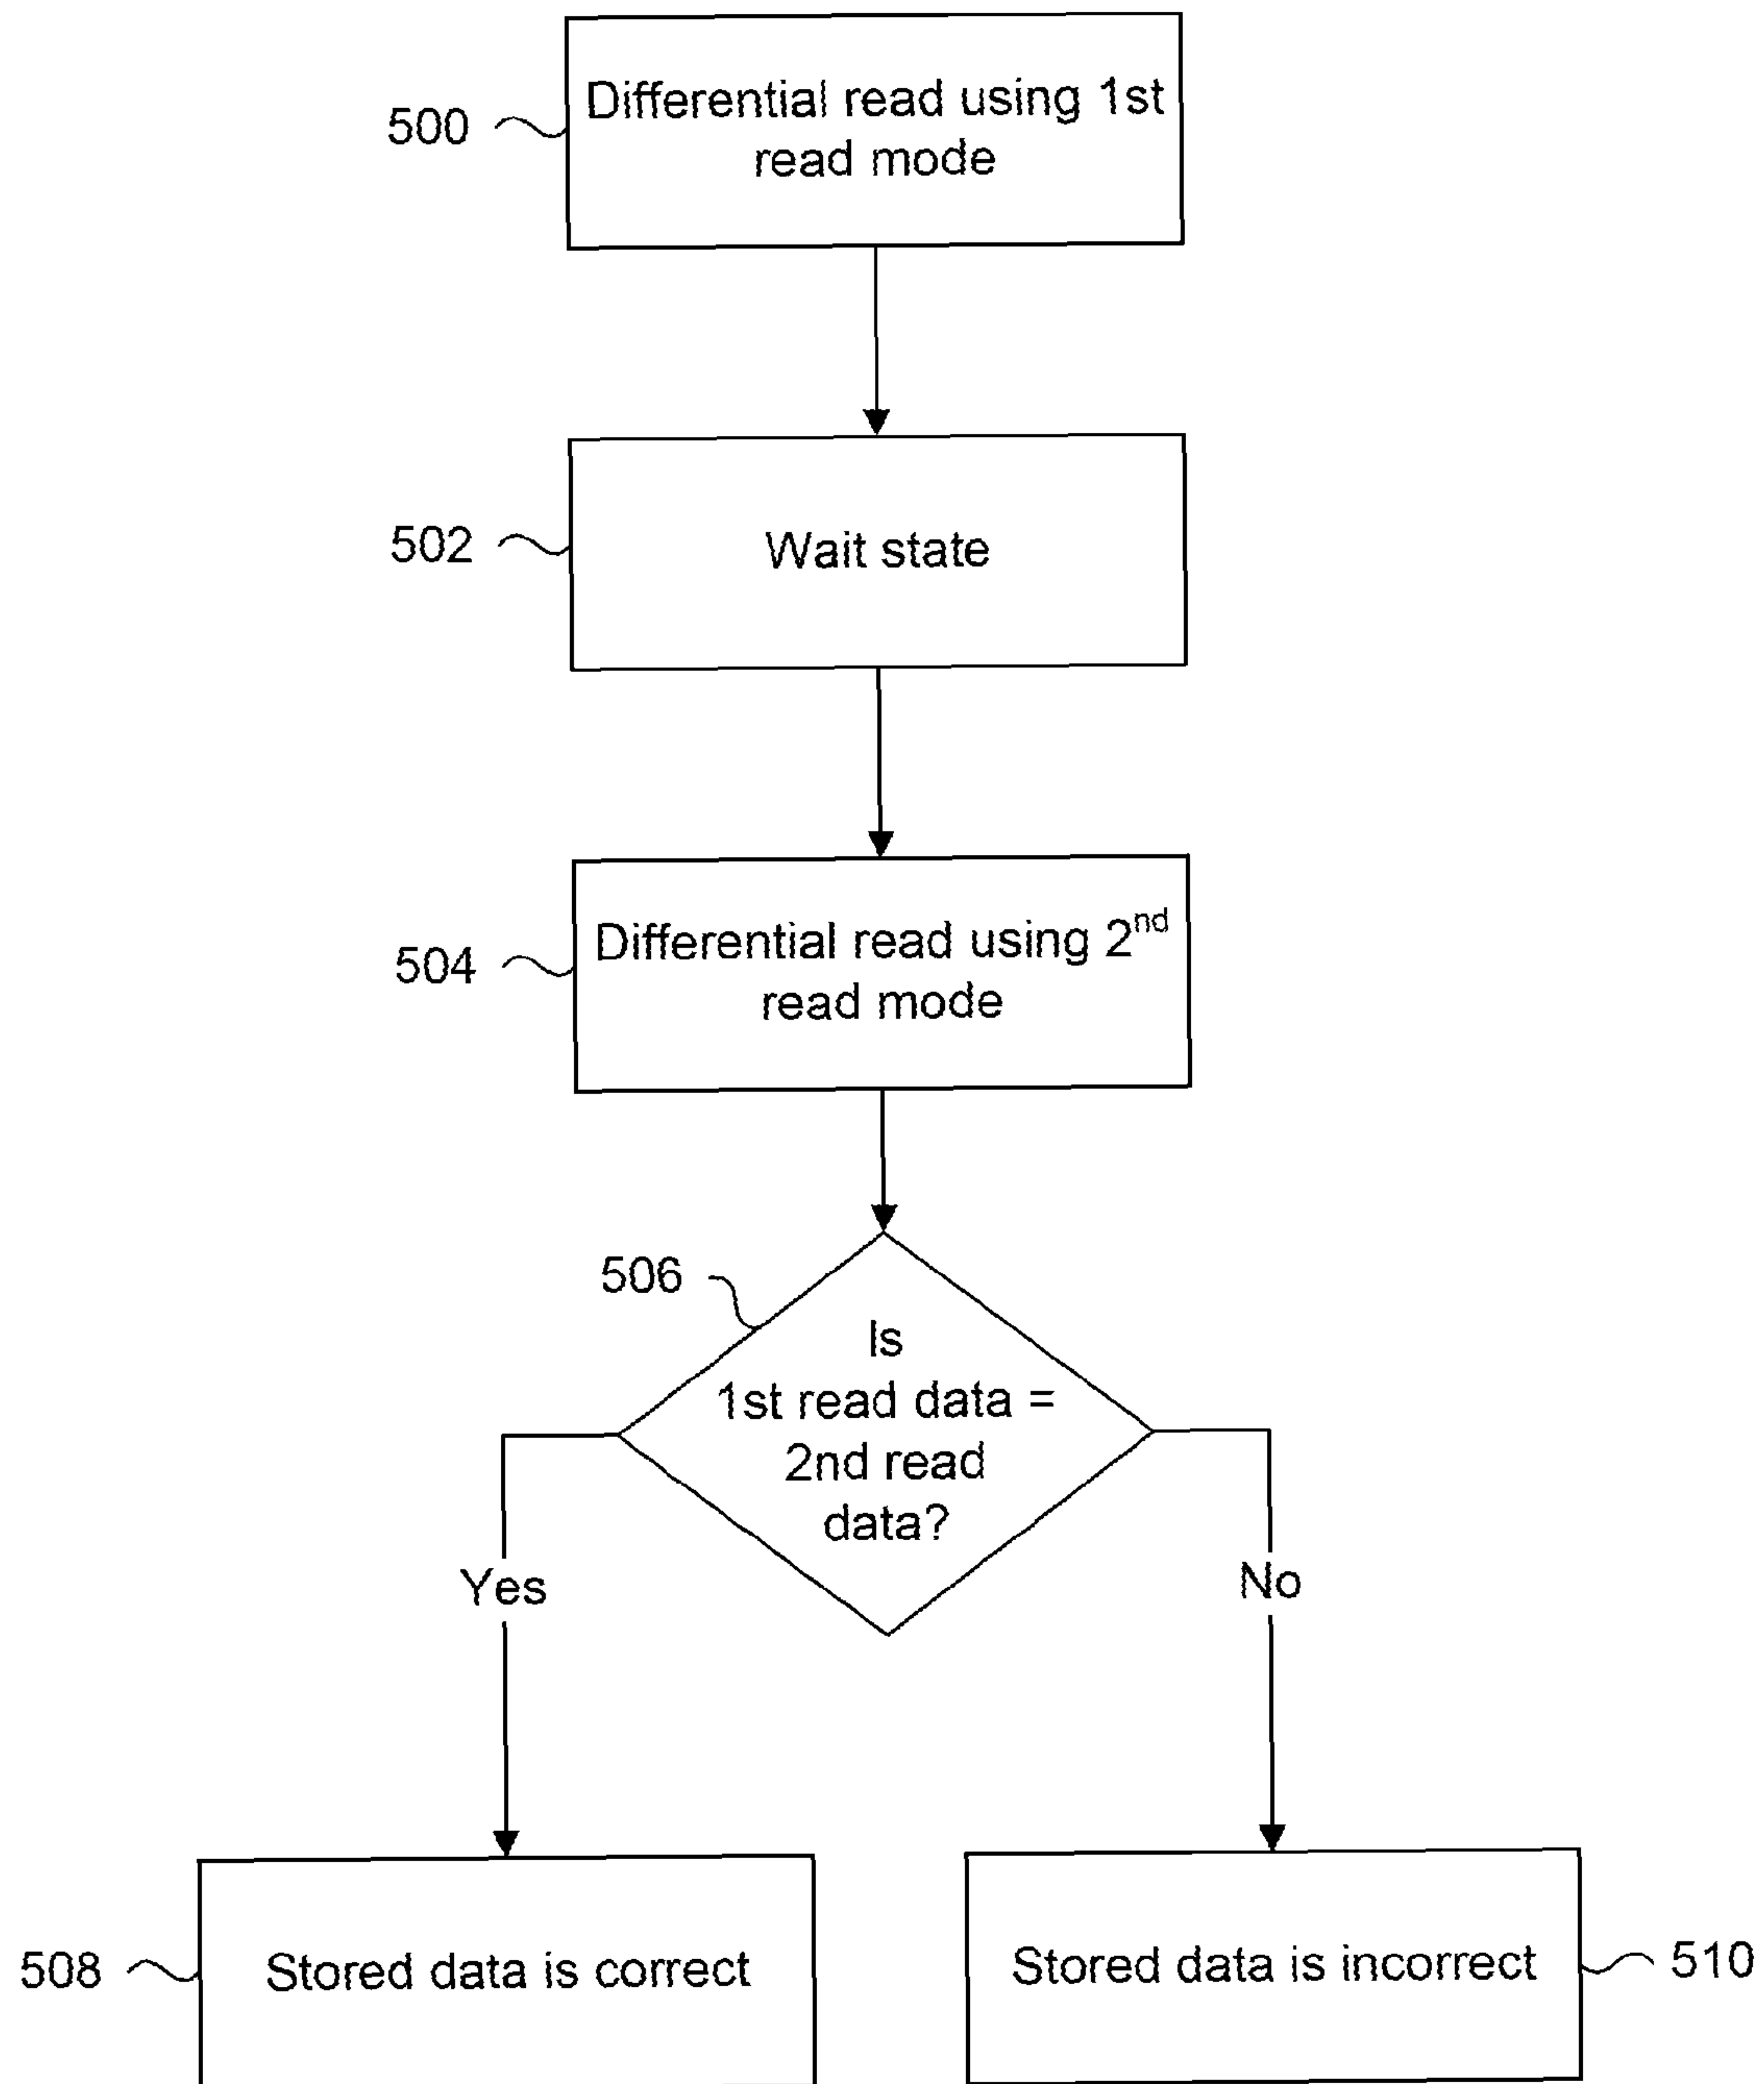 500
Differential read using 1st
read mode
502
Wait state
504
Differential read using 2nd
read mode
506
Is
1st read data =
2nd read
data?
Yes
No
508
Stored data is correct
Stored data is incorrect
510